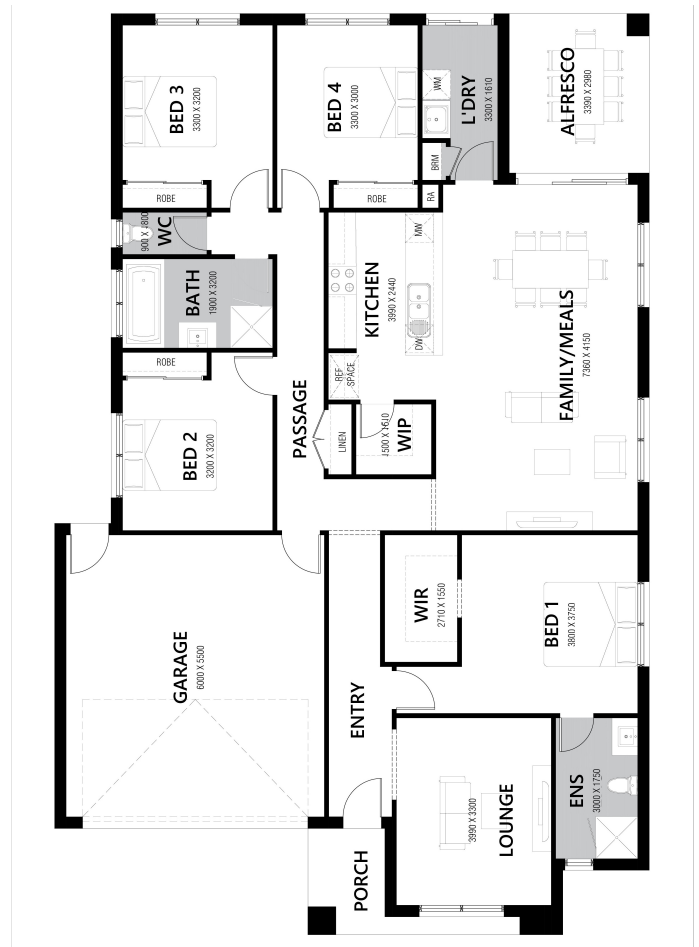 BED 3
3300 X 3200
BED 4
3300 X 3000
L'DRY
3300 X 1610
WM
BRM
RA
ALFRESCO
3390 X 2980
ROBE
ROBE
WC
900 X 1800
BATH
1900 X 3200
KITCHEN
3990 X 2440
MW
DW
REF
SPACE
FAMILY/MEALS
7360 X 4150
ROBE
BED 2
3200 X 3200
PASSAGE
LINEN
WIP
1500 X 1610
GARAGE
6000 X 5500
WIR
2710 X 1550
BED 1
3800 X 3750
ENTRY
LOUNGE
3990 X 3300
ENS
3000 X 1750
PORCH